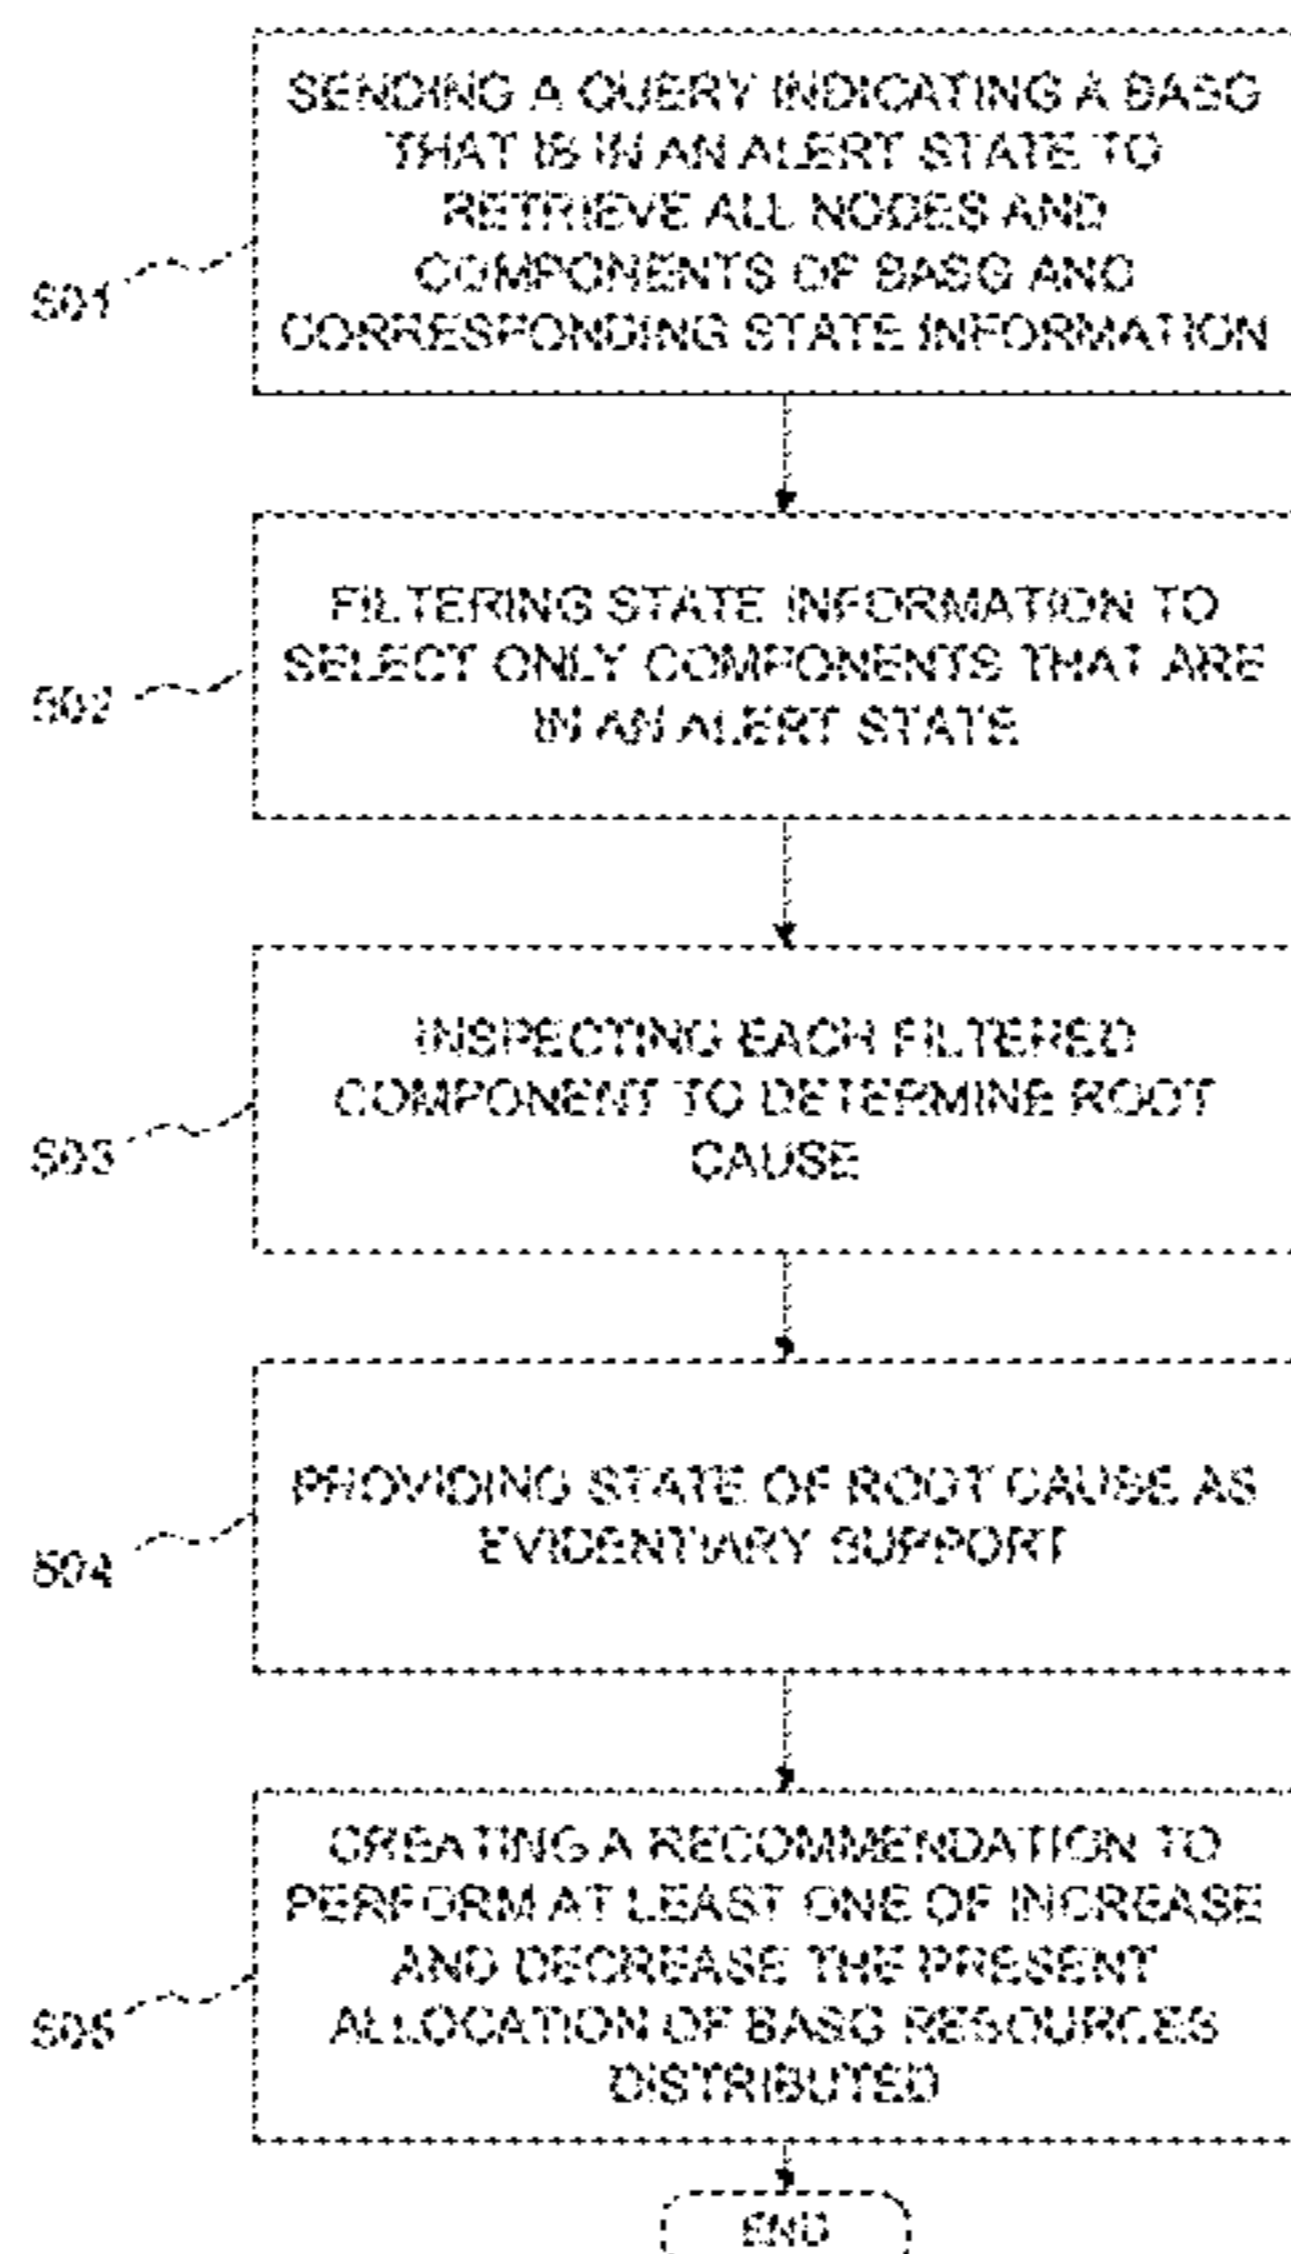 SENDING A QUERY INDICATING A BASG
THAT IS IN AN ALERT STATE TO
RETRIEVE ALL NODES AND
COMPONENTS OF BASG AND
CORRESPONDING STATE INFORMATION
501
FILTERING STATE INFORMATION TO
SELECT ONLY COMPONENTS THAT ARE
IN AN ALERT STATE
502
INSPECTING EACH FILTERED
COMPONENT TO DETERMINE ROOT
CAUSE
503
PROVIDING STATE OF ROOT CAUSE AS
EVIDENTIARY SUPPORT
504
CREATING A RECOMMENDATION TO
PERFORM AT LEAST ONE OF INCREASE
AND DECREASE THE PRESENT
ALLOCATION OF BASG RESOURCES
DISTRIBUTED
505
END